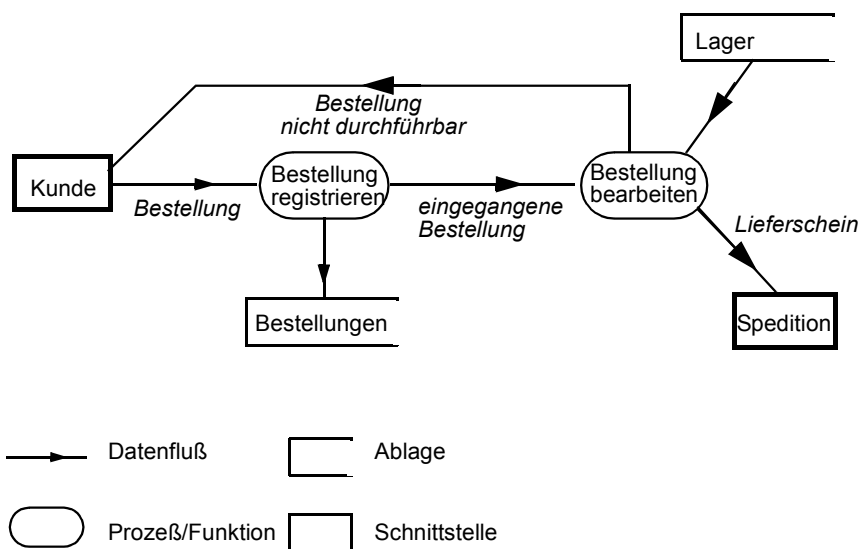 Lager
Bestellung
nicht durchführbar
Kunde
Bestellung
Bestellung
registrieren
eingegangene
Bestellung
Bestellung
bearbeiten
Lieferschein
Bestellungen
Spedition
Datenfluß
Ablage
Prozeß/Funktion
Schnittstelle